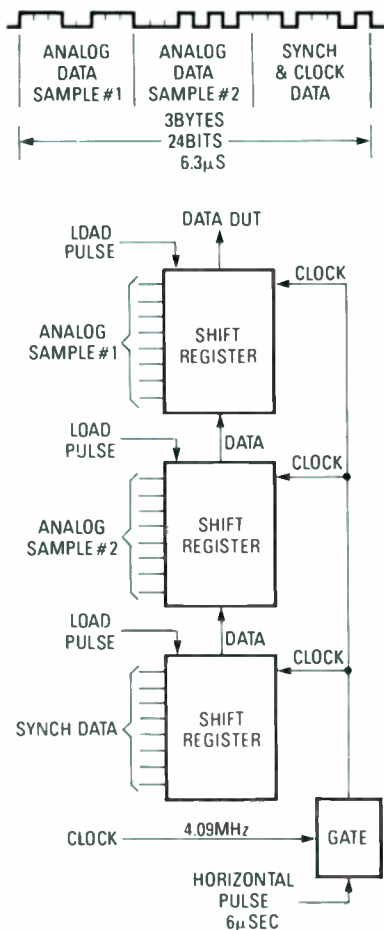 ANALOG
DATA
SAMPLE #1
ANALOG
DATA
SAMPLE #2
SYNCH
& CLOCK
DATA
3BYTES
24BITS
6.3μS
DATA OUT
LOAD
PULSE
CLOCK
ANALOG
SAMPLE #1
SHIFT
REGISTER
LOAD
PULSE
DATA
CLOCK
ANALOG
SAMPLE #2
SHIFT
REGISTER
LOAD
PULSE
DATA
CLOCK
SYNCH DATA
SHIFT
REGISTER
CLOCK
4.09MHz
GATE
HORIZONTAL
PULSE
6μSEC